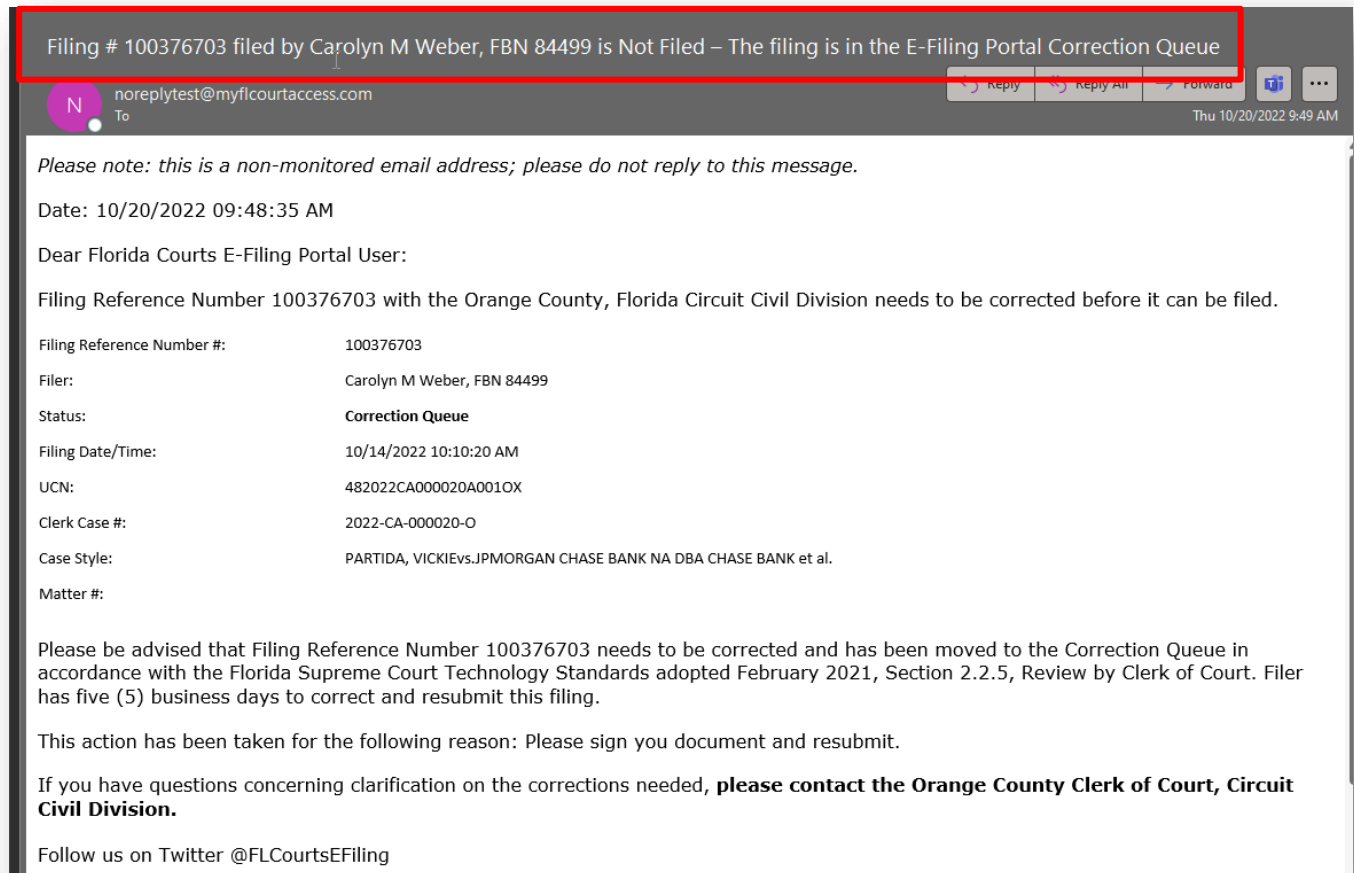 Filing # 100376703 filed by Carolyn M Weber, FBN 84499 is Not Filed – The filing is in the E-Filing Portal Correction Queue
N
noreplytest@myflcourtaccess.com
To
Reply
Reply All
Forward
...
Thu 10/20/2022 9:49 AM
Please note: this is a non-monitored email address; please do not reply to this message.
Date: 10/20/2022 09:48:35 AM
Dear Florida Courts E-Filing Portal User:
Filing Reference Number 100376703 with the Orange County, Florida Circuit Civil Division needs to be corrected before it can be filed.
Filing Reference Number #: 100376703
Filer: Carolyn M Weber, FBN 84499
Status: Correction Queue
Filing Date/Time: 10/14/2022 10:10:20 AM
UCN: 482022CA000020A001OX
Clerk Case #: 2022-CA-000020-O
Case Style: PARTIDA, VICKIEvs.JPMORGAN CHASE BANK NA DBA CHASE BANK et al.
Matter #:
Please be advised that Filing Reference Number 100376703 needs to be corrected and has been moved to the Correction Queue in
accordance with the Florida Supreme Court Technology Standards adopted February 2021, Section 2.2.5, Review by Clerk of Court. Filer
has five (5) business days to correct and resubmit this filing.
This action has been taken for the following reason: Please sign you document and resubmit.
If you have questions concerning clarification on the corrections needed, please contact the Orange County Clerk of Court, Circuit
Civil Division.
Follow us on Twitter @FLCourtsEFiling